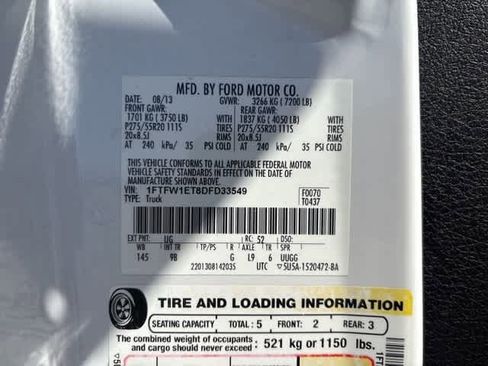 MFD. BY FORD MOTOR CO.
DATE: 08/13 GVWR: 3266 KG ( 7200 LB)
FRONT GAWR: REAR GAWR:
1701 KG ( 3750 LB) WITH 1837 KG ( 4050 LB) WITH
P275/55R20 111S TIRES P275/55R20 111S TIRES
20x8.5J RIMS 20x8.5J RIMS
AT 240 kPa/ 35 PSI COLD AT 240 kPa/ 35 PSI COLD
THIS VEHICLE CONFORMS TO ALL APPLICABLE FEDERAL MOTOR
VEHICLE SAFETY STANDARDS IN EFFECT ON THE DATE OF
MANUFACTURE SHOWN ABOVE.
VIN: 1FTFW1ET8DFD33549 F0070
TYPE: Truck T0437
EXT PNT: UG RC: 52 DSO:
WB BRK INT TR TP/PS R AXLE TR SPR
145 9B G L9 6 UUGG
2201308142035 UTC ▽5U5A-1520472-BA
TIRE AND LOADING INFORMATION
SEATING CAPACITY TOTAL : 5 FRONT: 2 REAR: 3
The combined weight of occupants
and cargo should never exceed: 521 kg or 1150 lbs.